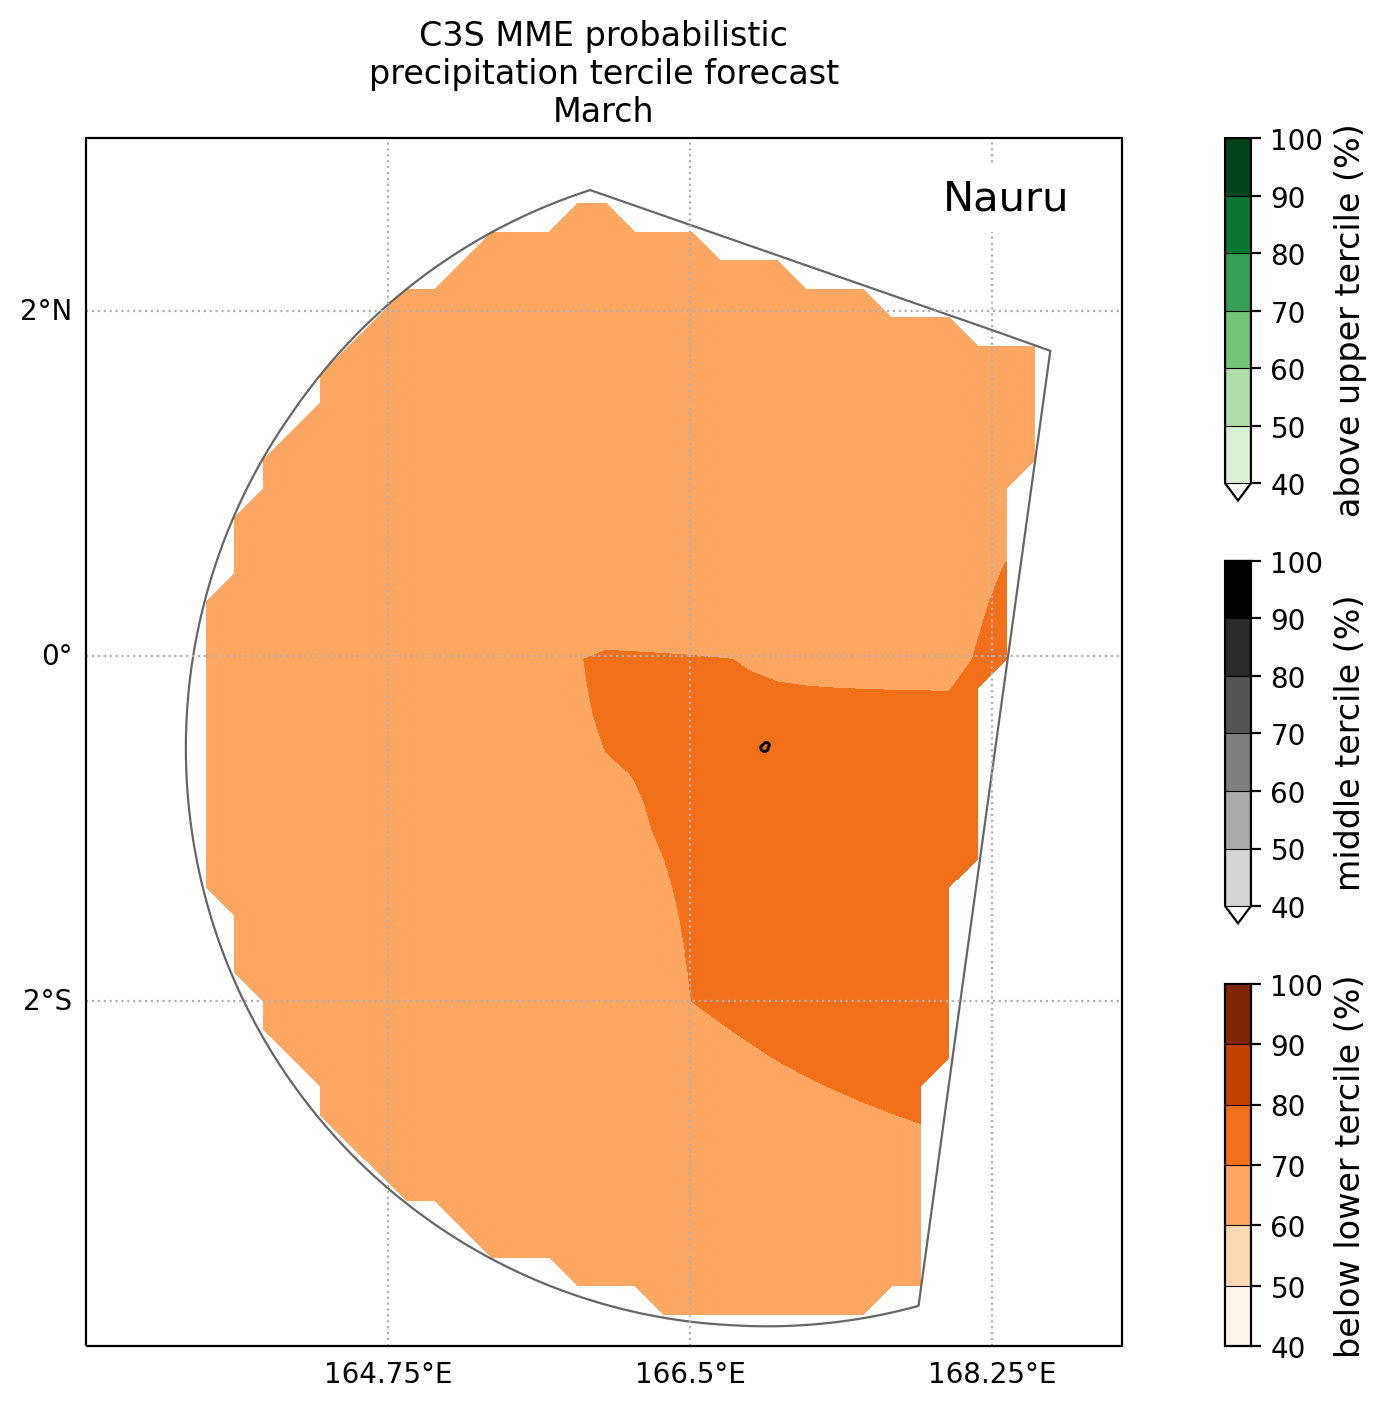 C3S MME probabilistic
precipitation tercile forecast
March
Nauru
2°N
0°
2°S
164.75°E
166.5°E
168.25°E
100
90
80
70
60
50
40
above upper tercile (%)
100
90
80
70
60
50
40
middle tercile (%)
100
90
80
70
60
50
40
below lower tercile (%)